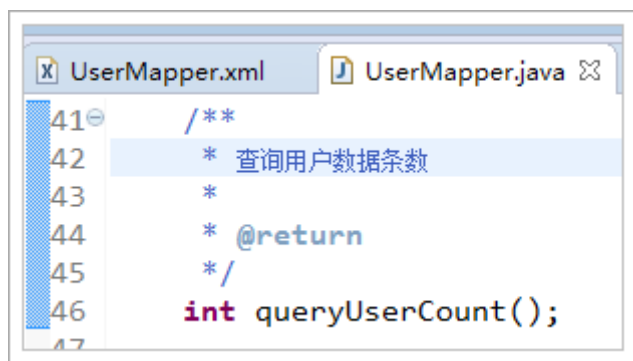 UserMapper.xml UserMapper.java
41 /**
42 * 查询用户数据条数
43 *
44 * @return
45 */
46 int queryUserCount();
47